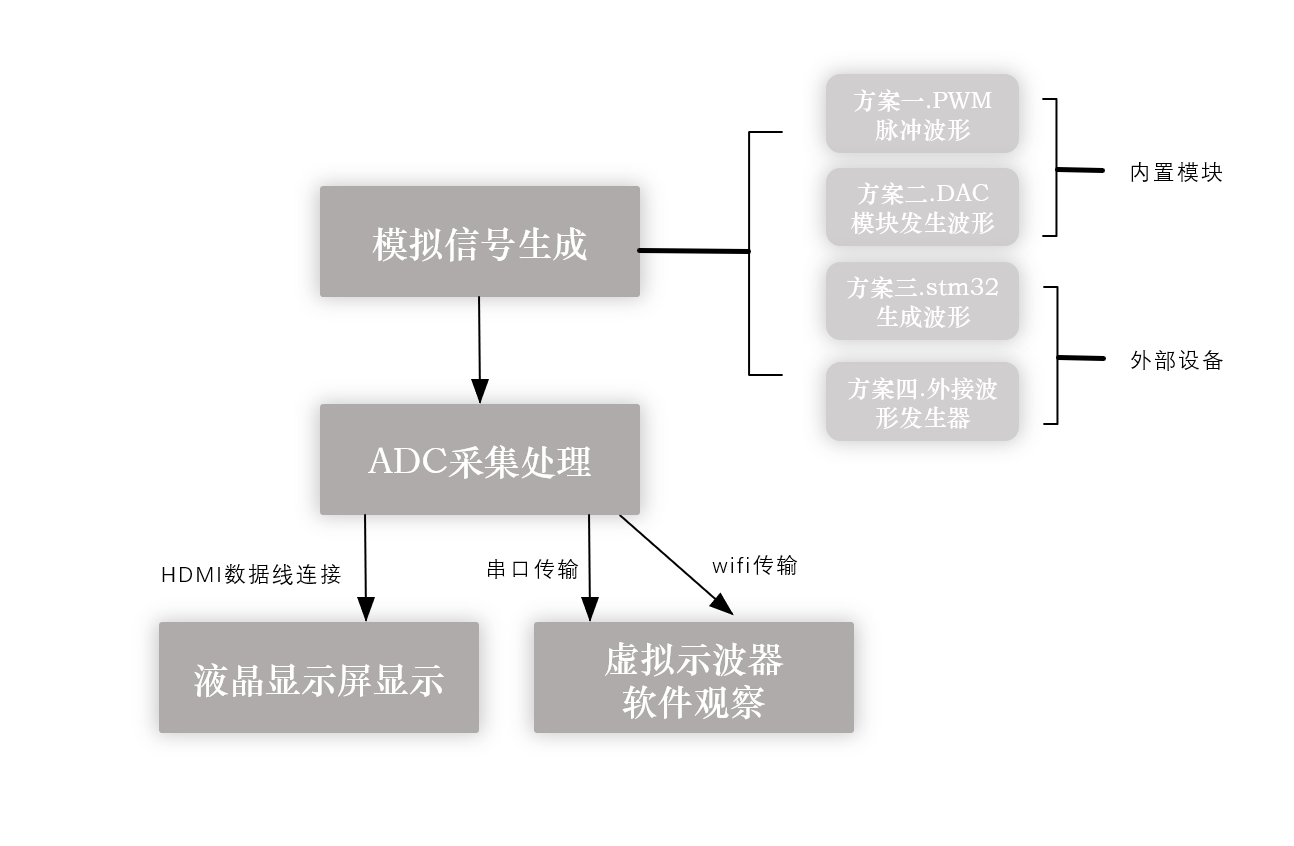 方案一.PWM
脉冲波形
内置模块
方案二.DAC
模块发生波形
模拟信号生成
方案三.stm32
生成波形
外部设备
方案四.外接波
形发生器
ADC采集处理
HDMI数据线连接
串口传输
wifi传输
液晶显示屏显示
虚拟示波器
软件观察